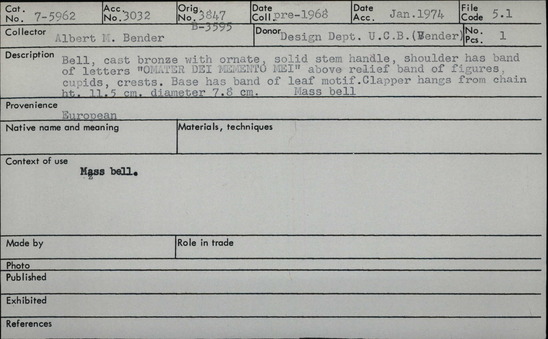 Cat. No. 7-5962 Acc. No. 3032 Orig. No. 3847 Date Coll. pre-1968 Date Acc. Jan.1974 File Code 5.1
B-3595
Collector Albert M. Bender Donor Design Dept. U.C.B.(Bender) No. Pcs. 1
Description Bell, cast bronze with ornate, solid stem handle, shoulder has band
of letters "OMATER DEI MEMENTO MEI" above relief band of figures,
cupids, crests. Base has band of leaf motif.Clapper hangs from chain
ht. 11.5 cm. diameter 7.8 cm. Mass bell
Provenience
European
Native name and meaning Materials, techniques
Context of use
Mass bell.
Made by Role in trade
Photo
Published
Exhibited
References